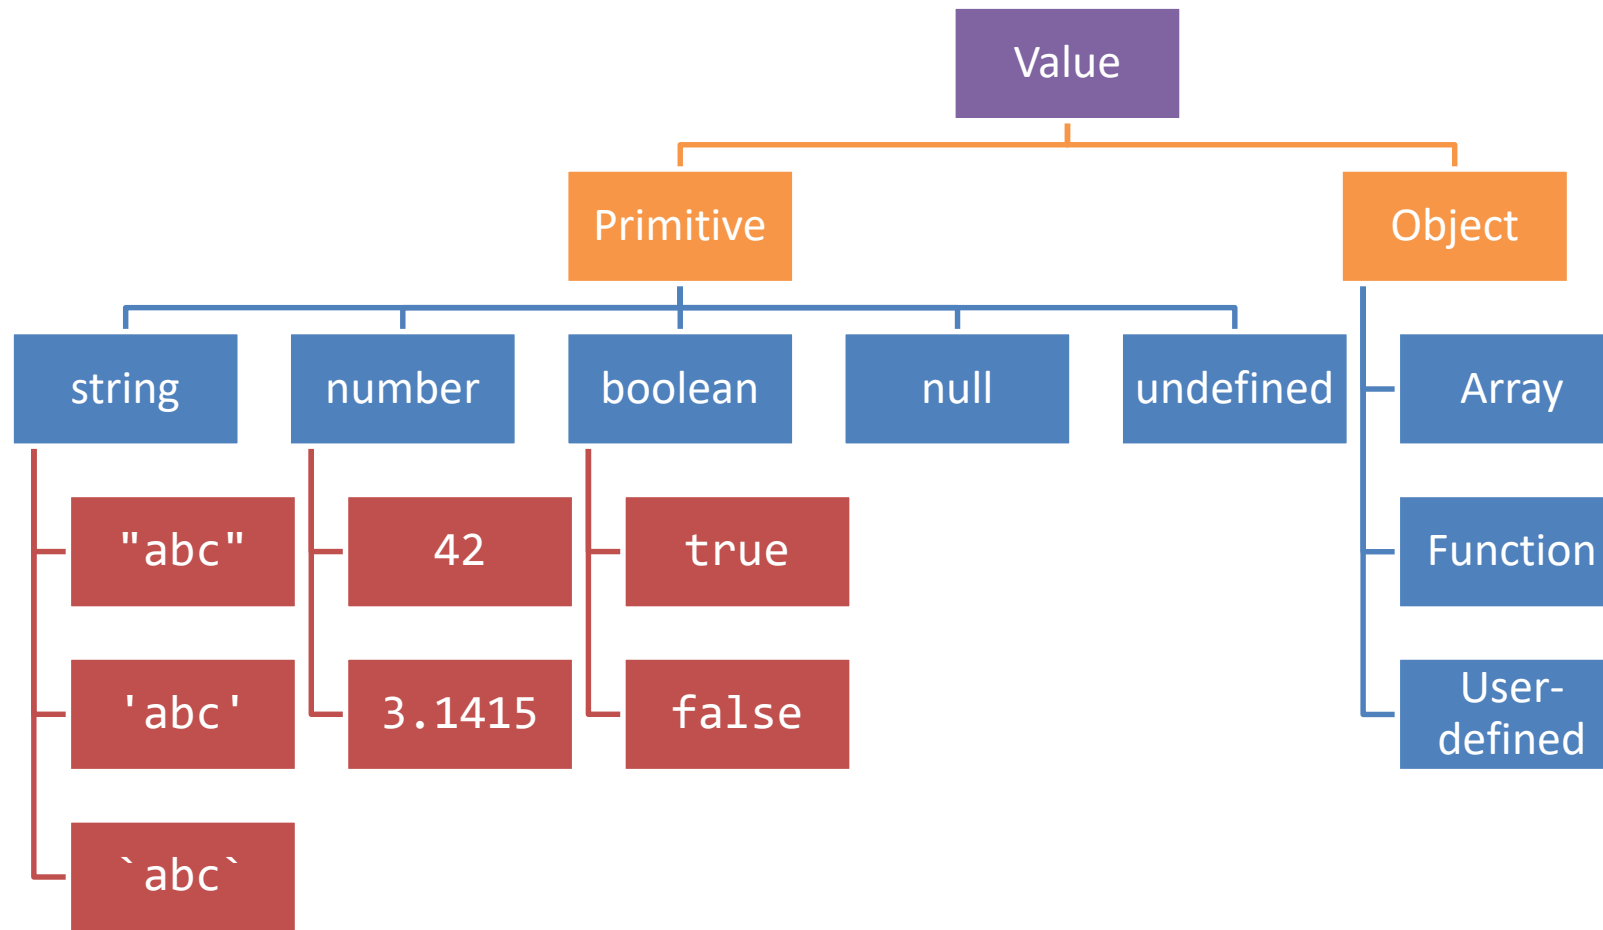 Value
Primitive
Object
string
number
boolean
null
undefined
Array
"abc"
42
true
Function
'abc'
3.1415
false
User-
defined
`abc`